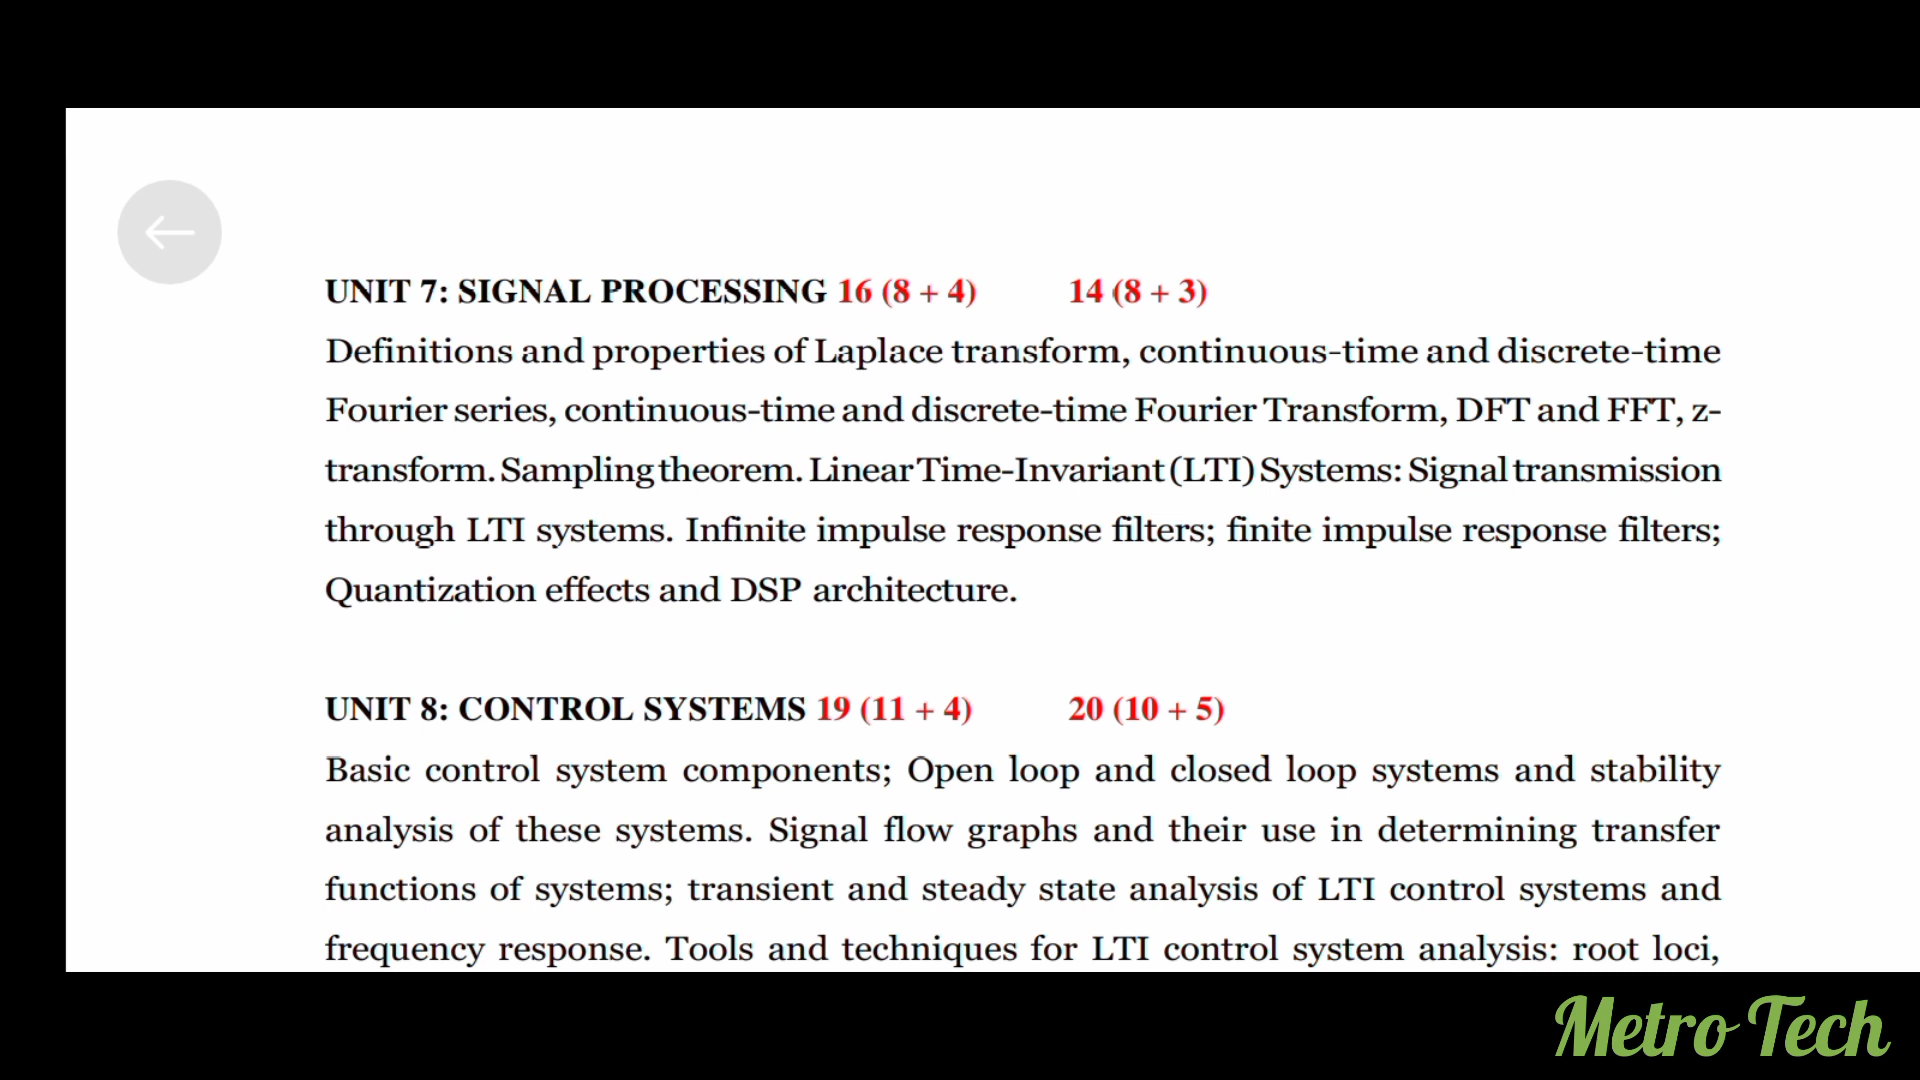 UNIT 7: SIGNAL PROCESSING 16 (8 + 4) 14 (8 + 3)
Definitions and properties of Laplace transform, continuous-time and discrete-time
Fourier series, continuous-time and discrete-time Fourier Transform, DFT and FFT, z-
transform. Sampling theorem. Linear Time-Invariant (LTI) Systems: Signal transmission
through LTI systems. Infinite impulse response filters; finite impulse response filters;
Quantization effects and DSP architecture.
UNIT 8: CONTROL SYSTEMS 19 (11 + 4) 20 (10 + 5)
Basic control system components; Open loop and closed loop systems and stability
analysis of these systems. Signal flow graphs and their use in determining transfer
functions of systems; transient and steady state analysis of LTI control systems and
frequency response. Tools and techniques for LTI control system analysis: root loci,
Metro Tech